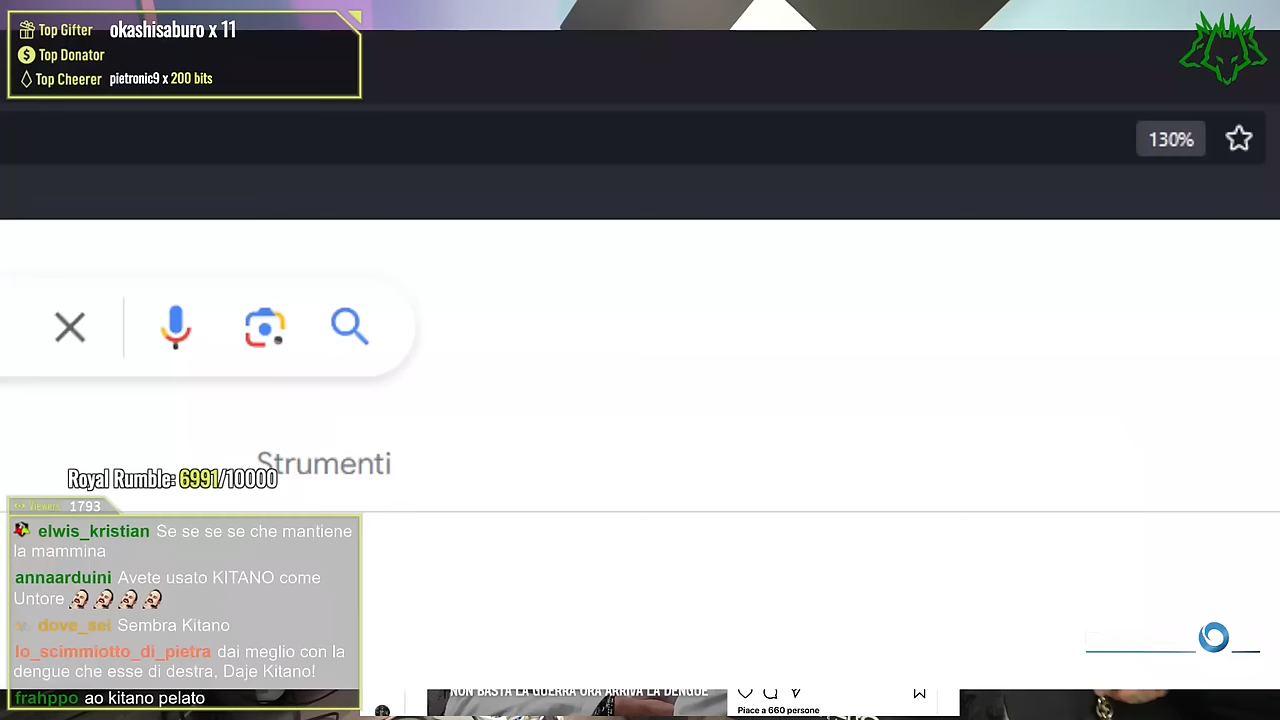 Top Gifter okashisaburo x 11
Top Donator
Top Cheerer pietronic9 x 200 bits
130%
Strumenti
Royal Rumble: 6991/10000
Viewers 1793
elwis_kristian Se se se se che mantiene
la mammina
annaarduini Avete usato KITANO come
Untore
dove_sei Sembra Kitano
lo_scimmiotto_di_pietra dai meglio con la
dengue che esse di destra, Daje Kitano!
frahppo ao kitano pelato
NON BASTA LA GUERRA ORA ARRIVA LA DENGUE
Piace a 660 persone